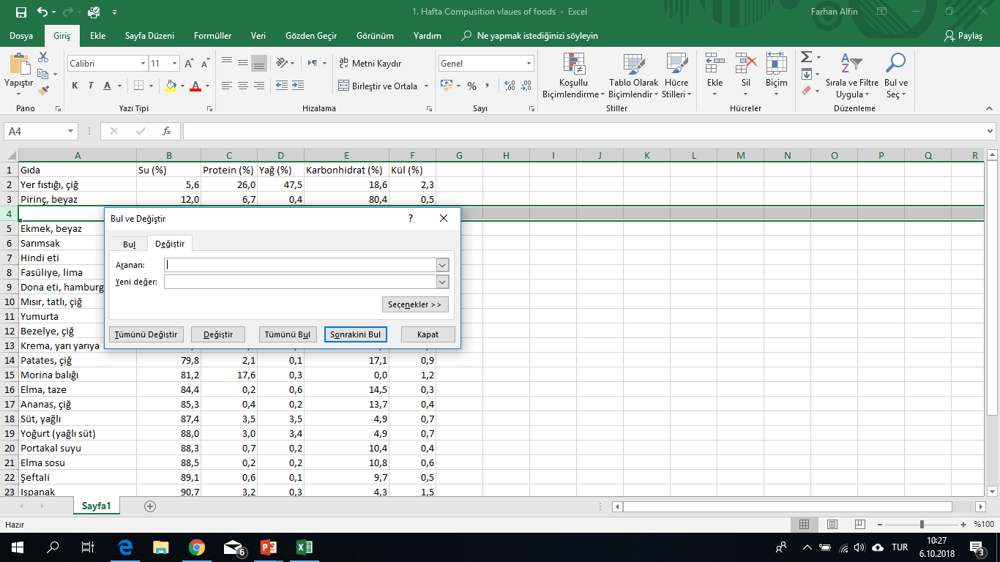 1. Hafta Compusition vlaues of foods - Excel
Farhan Alfin
Dosya Giriş Ekle Sayfa Düzeni Formüller Veri Gözden Geçir Görünüm Yardım Ne yapmak istediğinizi söyleyin Paylaş
Yapıştır
Calibri 11
K T A
A A
Metni Kaydır
Birleştir ve Ortala
Genel
%
Koşullu Biçimlendirme
Tablo Olarak Biçimlendir
Hücre Stilleri
Ekle Sil Biçim
Sırala ve Filtre Uygula
Bul ve Seç
Pano Yazı Tipi Hizalama Sayı Stiller Hücreler Düzenleme
A4 fx
A B C D E F G H I J K L M N O P Q R
1 Gıda Su (%) Protein (%) Yağ (%) Karbonhidrat (%) Kül (%)
2 Yer fıstığı, çiğ 5,6 26,0 47,5 18,6 2,3
3 Pirinç, beyaz 12,0 6,7 0,4 80,4 0,5
4
5 Ekmek, beyaz
6 Sarımsak
7 Hindi eti
8 Fasüliye, lima
9 Dona eti, hamburg
10 Mısır, tatlı, çiğ
11 Yumurta
12 Bezelye, çiğ
13 Krema, yarı yarıya
14 Patates, çiğ 79,8 2,1 0,1 17,1 0,9
15 Morina balığı 81,2 17,6 0,3 0,0 1,2
16 Elma, taze 84,4 0,2 0,6 14,5 0,3
17 Ananas, çiğ 85,3 0,4 0,2 13,7 0,4
18 Süt, yağlı 87,4 3,5 3,5 4,9 0,7
19 Yoğurt (yağlı süt) 88,0 3,0 3,4 4,9 0,7
20 Portakal suyu 88,3 0,7 0,2 10,4 0,4
21 Elma sosu 88,5 0,2 0,2 10,8 0,6
22 Şeftali 89,1 0,6 0,1 9,7 0,5
23 Ispanak 90,7 3,2 0,3 4,3 1,5
Bul ve Değiştir ?
Bul Değiştir
Aranan:
Yeni değer:
Seçenekler >>
Tümünü Değiştir Değiştir Tümünü Bul Sonrakini Bul Kapat
Sayfa1
Hazır %100
6 TUR 10:27
6.10.2018 3